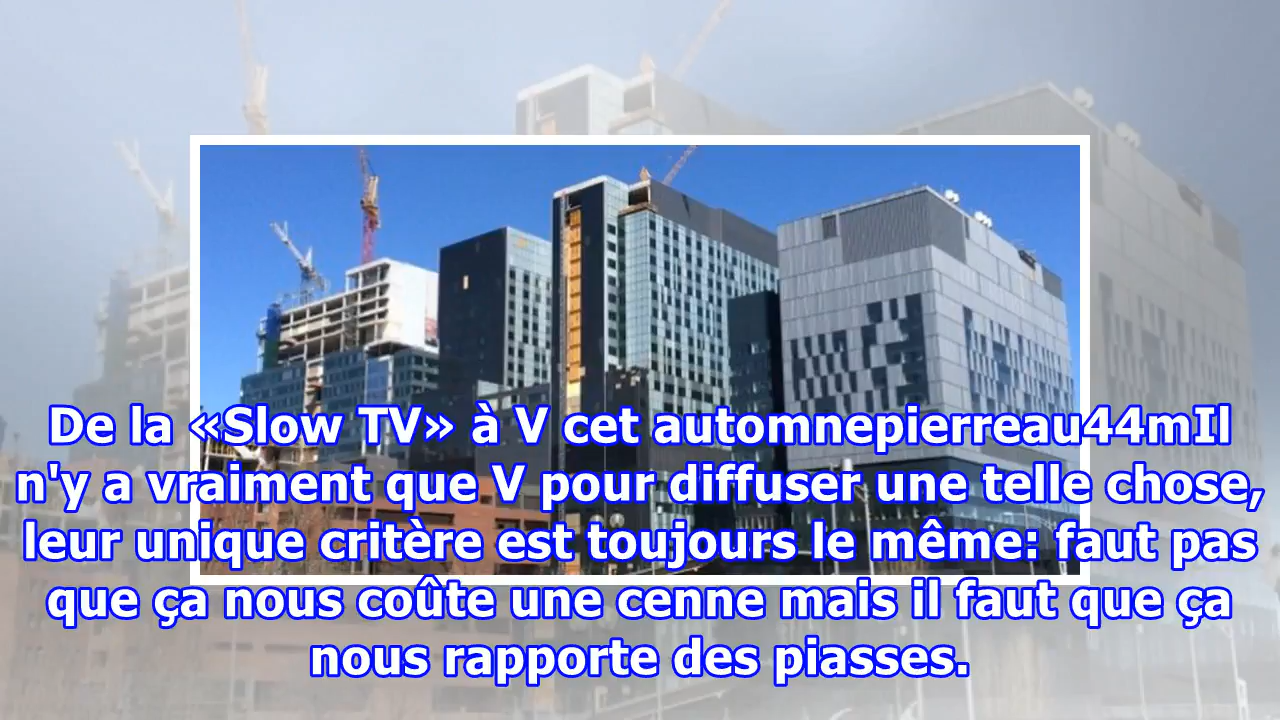 De la «Slow TV» à V cet automnepierreau44mIl
n'y a vraiment que V pour diffuser une telle chose,
leur unique critère est toujours le même: faut pas
que ça nous coûte une cenne mais il faut que ça
nous rapporte des piasses.